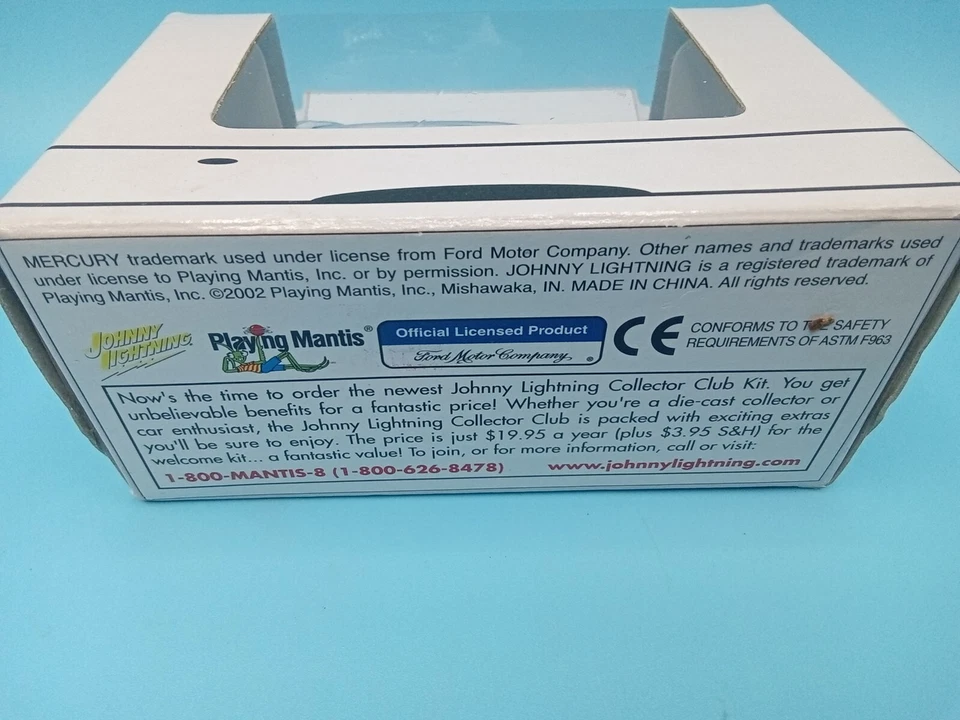 MERCURY trademark used under license from Ford Motor Company. Other names and trademarks used
under license to Playing Mantis, Inc. or by permission. JOHNNY LIGHTNING is a registered trademark of
Playing Mantis, Inc. ©2002 Playing Mantis, Inc., Mishawaka, IN. MADE IN CHINA. All rights reserved.
JOHNNY
LIGHTNING
Playing Mantis®
Official Licensed Product
Ford Motor Company ®
CE
CONFORMS TO THE SAFETY
REQUIREMENTS OF ASTM F963
Now's the time to order the newest Johnny Lightning Collector Club Kit. You get
unbelievable benefits for a fantastic price! Whether you're a die-cast collector or
car enthusiast, the Johnny Lightning Collector Club is packed with exciting extras
you'll be sure to enjoy. The price is just $19.95 a year (plus $3.95 S&H) for the
welcome kit... a fantastic value! To join, or for more information, call or visit:
1-800-MANTIS-8 (1-800-626-8478) www.johnnylightning.com